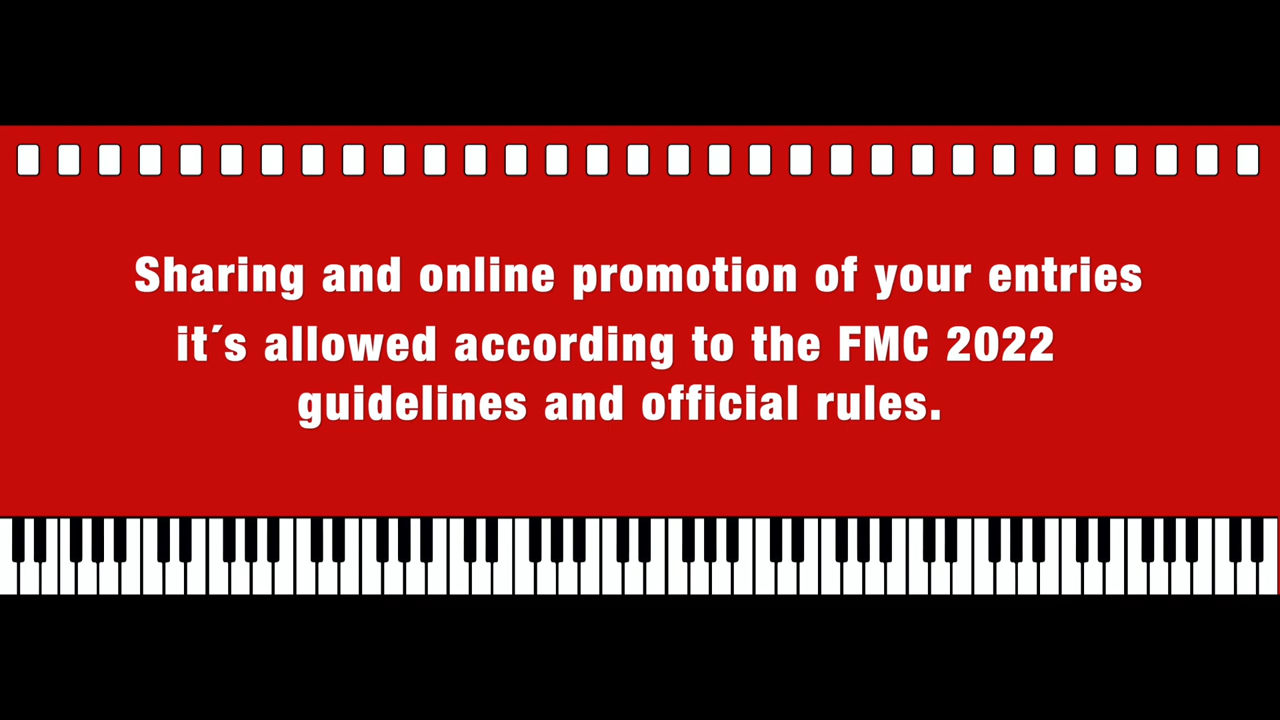 Sharing and online promotion of your entries
it´s allowed according to the FMC 2022
guidelines and official rules.